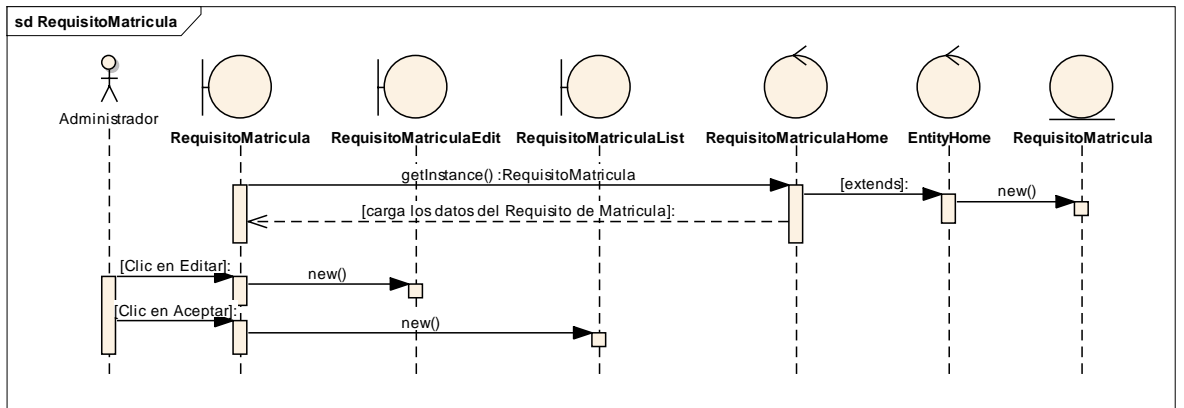 sd RequisitoMatricula
Administrador
RequisitoMatricula
RequisitoMatriculaEdit
RequisitoMatriculaList
RequisitoMatriculaHome
EntityHome
RequisitoMatricula
getInstance() :RequisitoMatricula
[extends]:
new()
[carga los datos del Requisito de Matricula]:
[Clic en Editar]:
new()
[Clic en Aceptar]:
new()